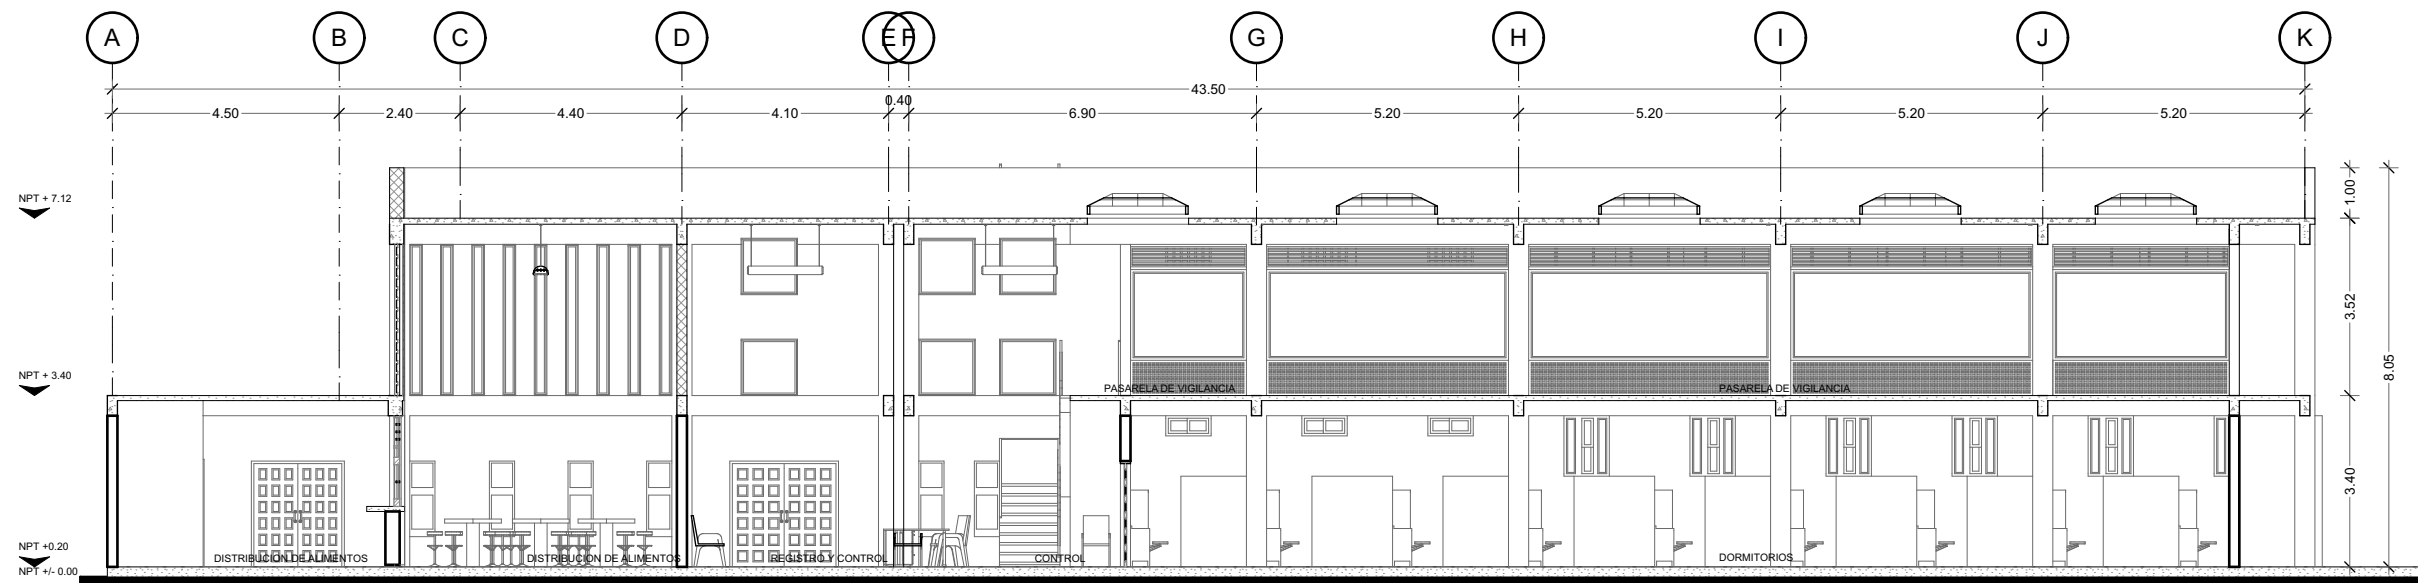 A B C D E F G H I J K
43.50
0.40
4.50 2.40 4.40 4.10 6.90 5.20 5.20 5.20 5.20
NPT + 7.12
1.00
3.52
8.05
NPT + 3.40
PASARELA DE VIGILANCIA PASARELA DE VIGILANCIA
3.40
NPT +0.20
DISTRIBUCION DE ALIMENTOS DISTRIBUCION DE ALIMENTOS REGISTRO Y CONTROL CONTROL DORMITORIOS
NPT +/- 0.00